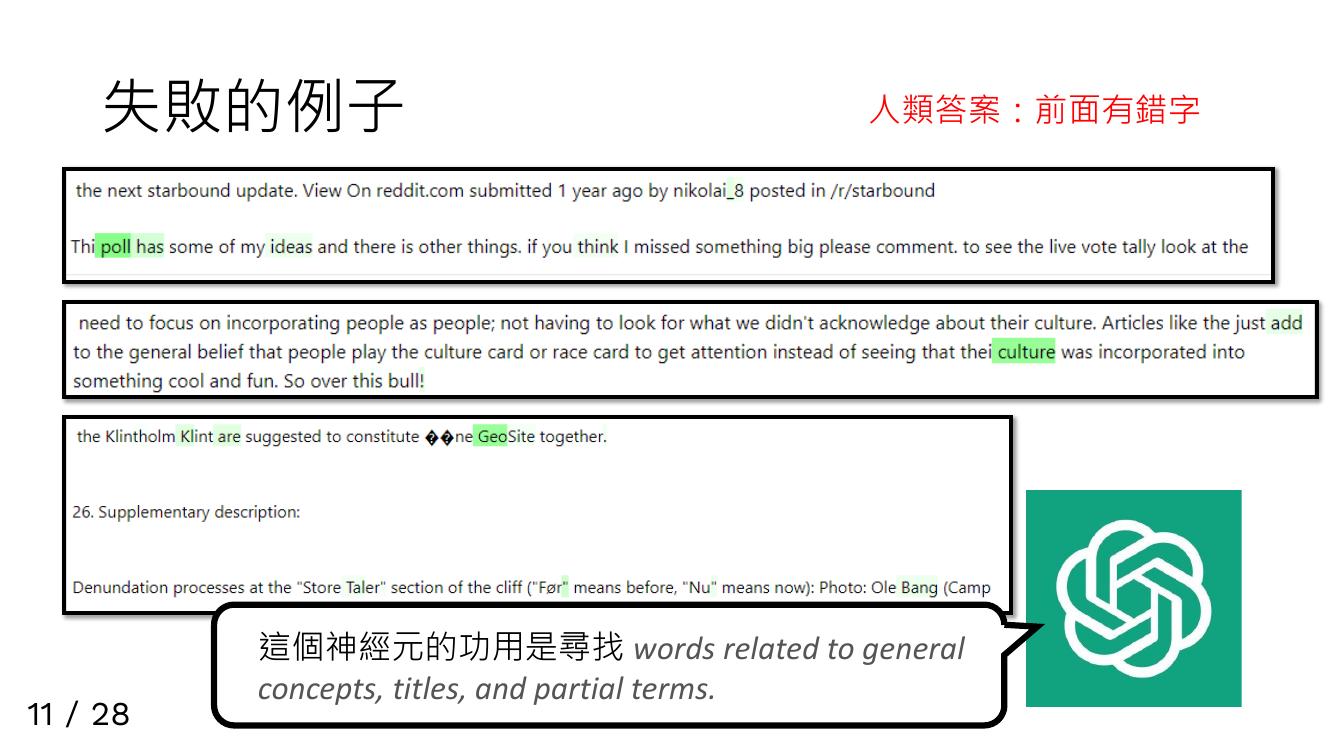 失敗的例子
人類答案：前面有錯字
the next starbound update. View On reddit.com submitted 1 year ago by nikolai_8 posted in /r/starbound
Thi poll has some of my ideas and there is other things. if you think I missed something big please comment. to see the live vote tally look at the
need to focus on incorporating people as people; not having to look for what we didn't acknowledge about their culture. Articles like the just add
to the general belief that people play the culture card or race card to get attention instead of seeing that thei culture was incorporated into
something cool and fun. So over this bull!
the Klintholm Klint are suggested to constitute ��ne GeoSite together.
26. Supplementary description:
Denundation processes at the "Store Taler" section of the cliff ("Før" means before, "Nu" means now): Photo: Ole Bang (Camp
這個神經元的功用是尋找 words related to general
concepts, titles, and partial terms.
11 / 28